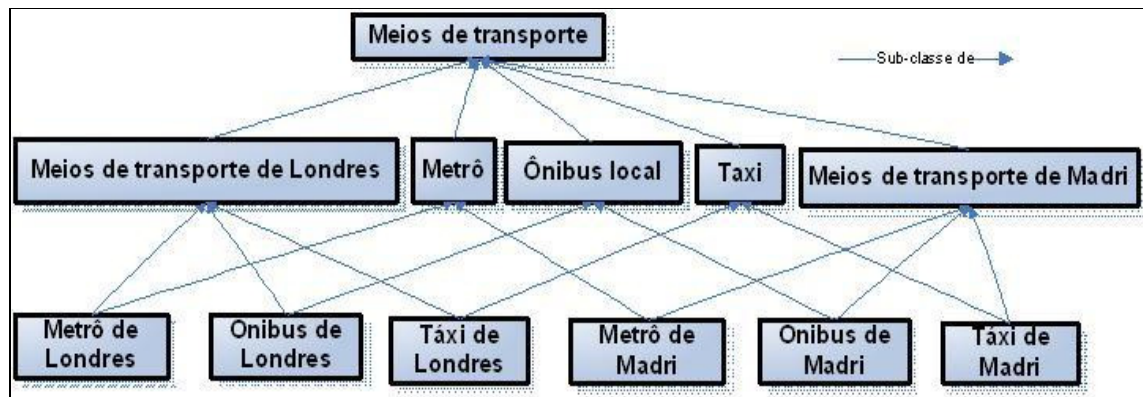 Meios de transporte
Sub-classe de
Meios de transporte de Londres
Metrô
Ônibus local
Taxi
Meios de transporte de Madri
Metrô de
Londres
Onibus de
Londres
Táxi de
Londres
Metrô de
Madri
Onibus de
Madri
Táxi de
Madri